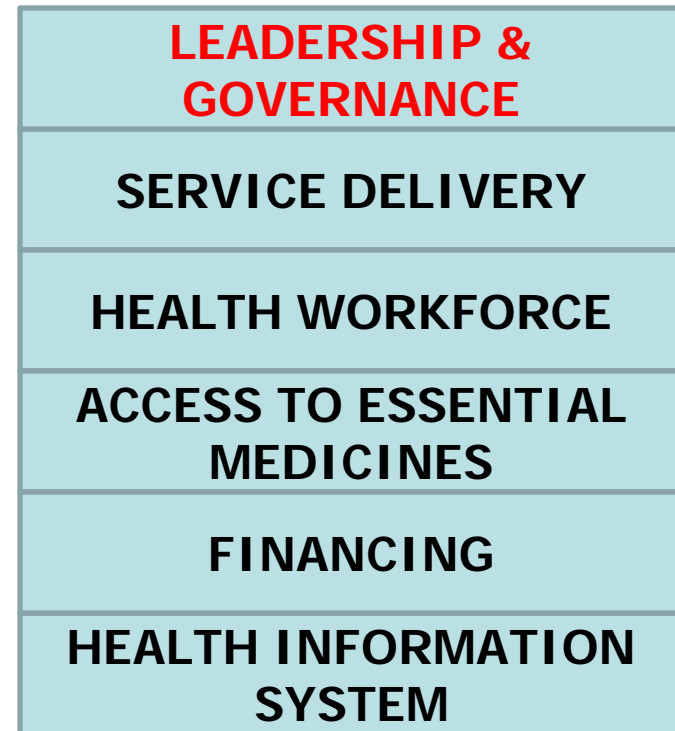 LEADERSHIP &
GOVERNANCE
SERVICE DELIVERY
HEALTH WORKFORCE
ACCESS TO ESSENTIAL
MEDICINES
FINANCING
HEALTH INFORMATION
SYSTEM